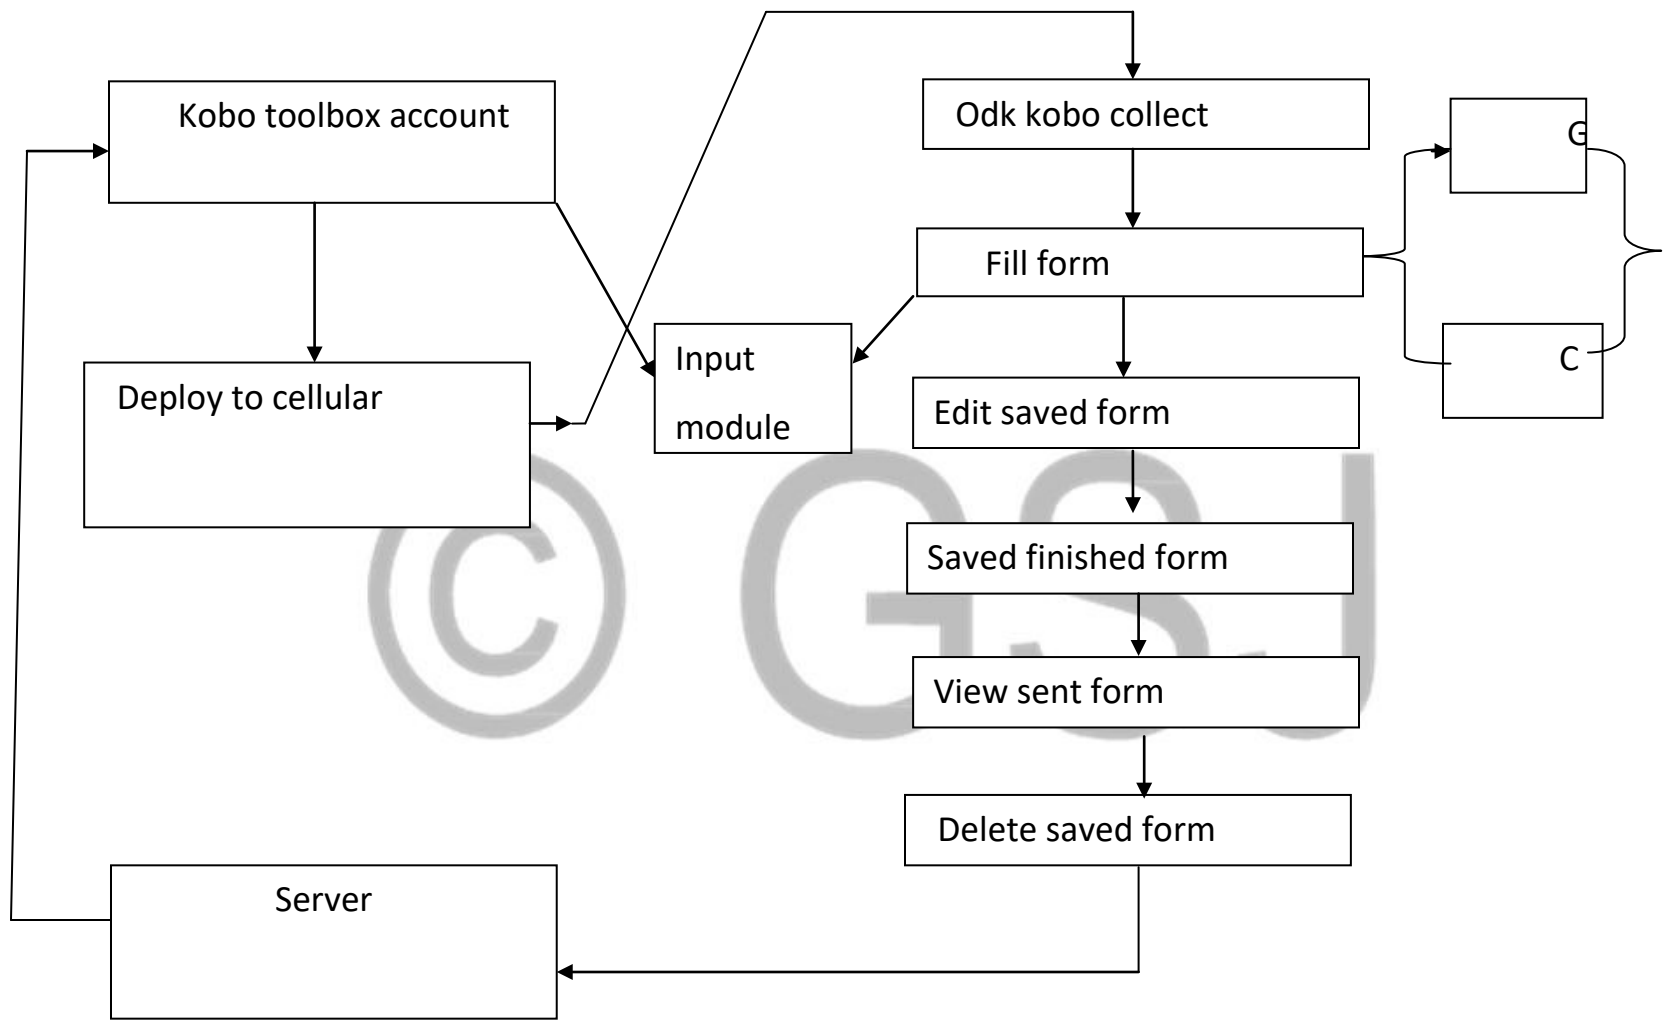 Kobo toolbox account
Odk kobo collect
G
Fill form
Input
module
C
Deploy to cellular
Edit saved form
© GSJ
Saved finished form
View sent form
Delete saved form
Server